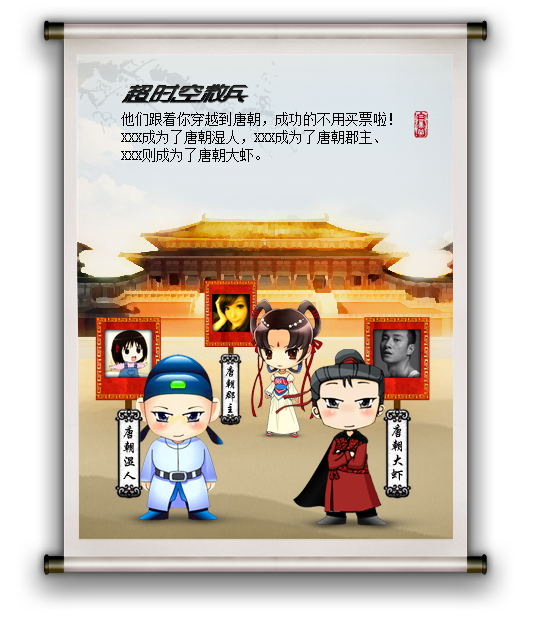 超时空救兵
他们跟着你穿越到唐朝，成功的不用买票啦！
XXX成为了唐朝湿人，XXX成为了唐朝郡主、
XXX则成为了唐朝大虾。
唐朝郡主
唐朝湿人
唐朝大虾